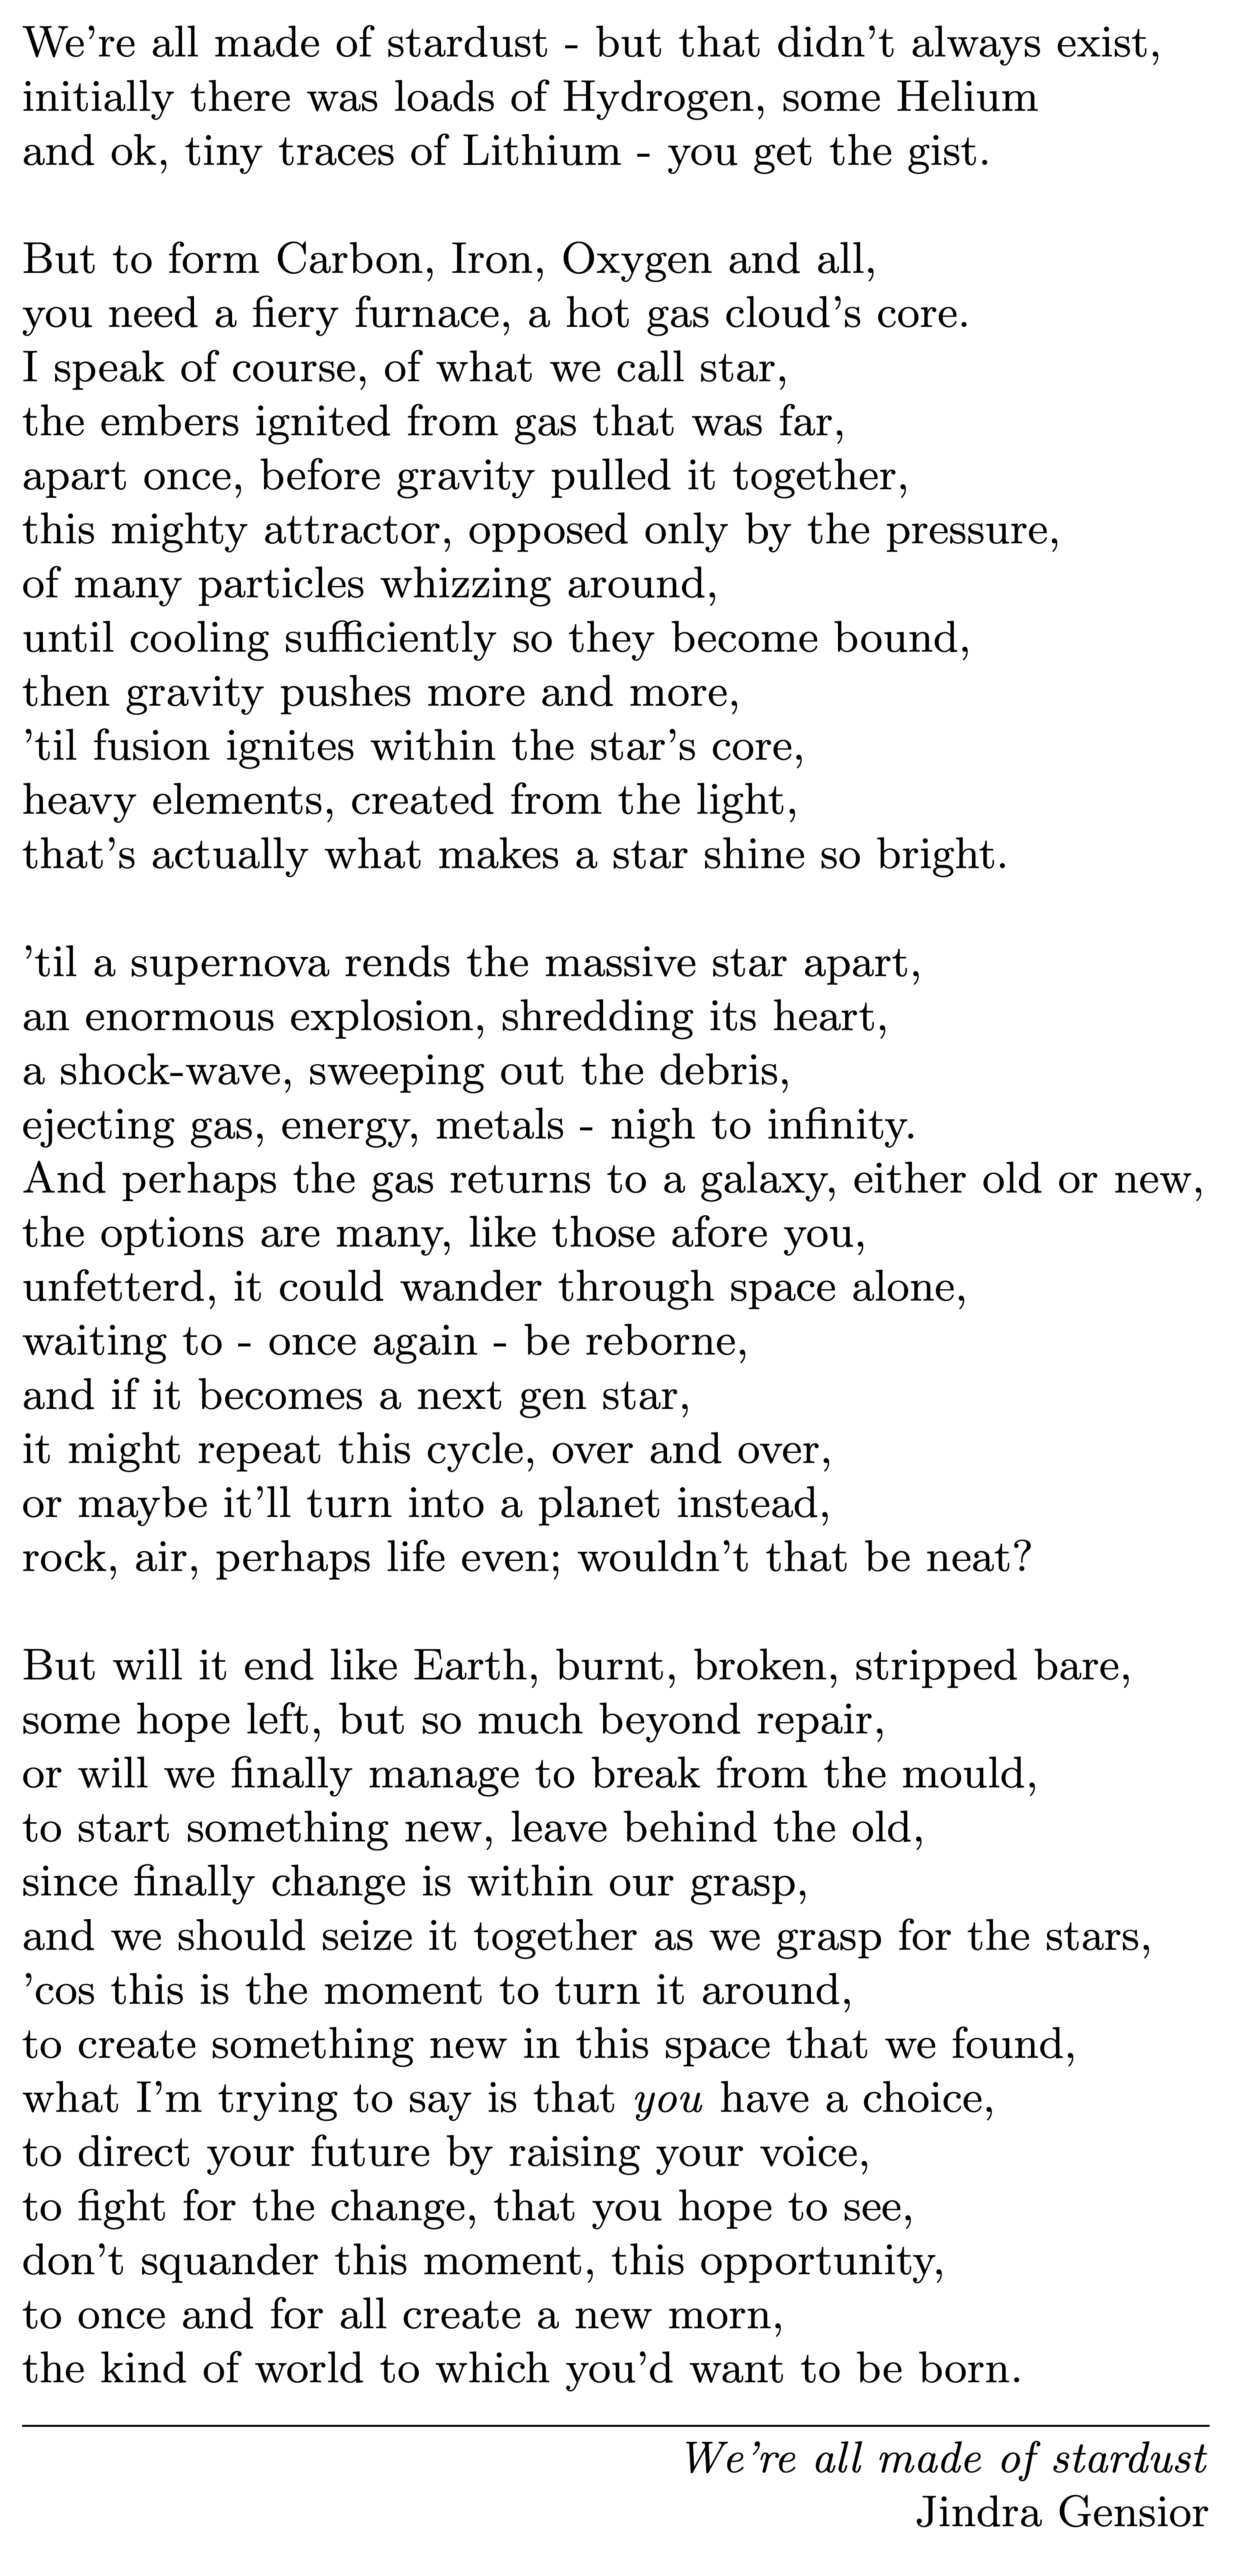 We're all made of stardust - but that didn't always exist,
initially there was loads of Hydrogen, some Helium
and ok, tiny traces of Lithium - you get the gist.

But to form Carbon, Iron, Oxygen and all,
you need a fiery furnace, a hot gas cloud's core.
I speak of course, of what we call star,
the embers ignited from gas that was far,
apart once, before gravity pulled it together,
this mighty attractor, opposed only by the pressure,
of many particles whizzing around,
until cooling sufficiently so they become bound,
then gravity pushes more and more,
'til fusion ignites within the star's core,
heavy elements, created from the light,
that's actually what makes a star shine so bright.

'til a supernova rends the massive star apart,
an enormous explosion, shredding its heart,
a shock-wave, sweeping out the debris,
ejecting gas, energy, metals - nigh to infinity.
And perhaps the gas returns to a galaxy, either old or new,
the options are many, like those afore you,
unfetterd, it could wander through space alone,
waiting to - once again - be reborne,
and if it becomes a next gen star,
it might repeat this cycle, over and over,
or maybe it'll turn into a planet instead,
rock, air, perhaps life even; wouldn't that be neat?

But will it end like Earth, burnt, broken, stripped bare,
some hope left, but so much beyond repair,
or will we finally manage to break from the mould,
to start something new, leave behind the old,
since finally change is within our grasp,
and we should seize it together as we grasp for the stars,
'cos this is the moment to turn it around,
to create something new in this space that we found,
what I'm trying to say is that you have a choice,
to direct your future by raising your voice,
to fight for the change, that you hope to see,
don't squander this moment, this opportunity,
to once and for all create a new morn,
the kind of world to which you'd want to be born.
We're all made of stardust
Jindra Gensior